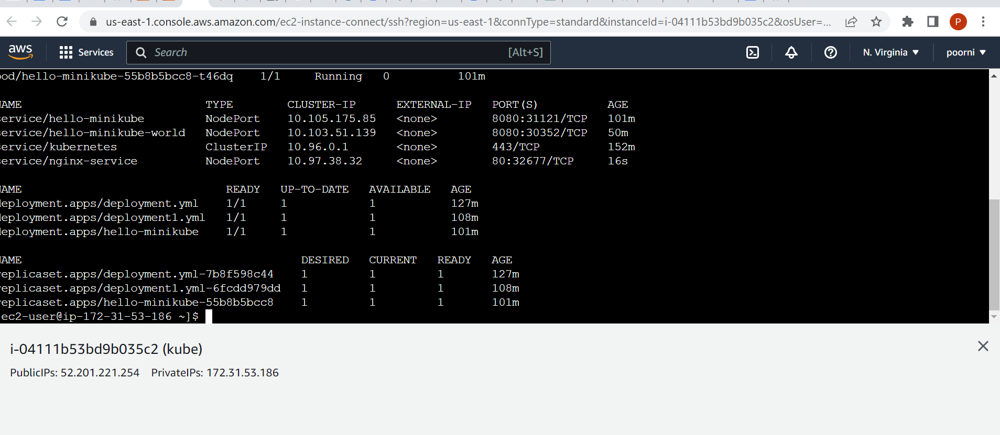 us-east-1.console.aws.amazon.com/ec2-instance-connect/ssh?region=us-east-1&connType=standard&instanceId=i-04111b53bd9b035c2&osUser=... P
aws Services Search [Alt+S] N. Virginia ▼ poorni ▼
od/hello-minikube-55b8b5bcc8-t46dq 1/1 Running 0 101m
AME TYPE CLUSTER-IP EXTERNAL-IP PORT(S) AGE
ervice/hello-minikube NodePort 10.105.175.85 <none> 8080:31121/TCP 101m
ervice/hello-minikube-world NodePort 10.103.51.139 <none> 8080:30352/TCP 50m
ervice/kubernetes ClusterIP 10.96.0.1 <none> 443/TCP 152m
ervice/nginx-service NodePort 10.97.38.32 <none> 80:32677/TCP 16s
AME READY UP-TO-DATE AVAILABLE AGE
eployment.apps/deployment.yml 1/1 1 1 127m
eployment.apps/deployment1.yml 1/1 1 1 108m
eployment.apps/hello-minikube 1/1 1 1 101m
AME DESIRED CURRENT READY AGE
eplicaset.apps/deployment.yml-7b8f598c44 1 1 1 127m
eplicaset.apps/deployment1.yml-6fcdd979dd 1 1 1 108m
eplicaset.apps/hello-minikube-55b8b5bcc8 1 1 1 101m
ec2-user@ip-172-31-53-186 ~]$
i-04111b53bd9b035c2 (kube)
PublicIPs: 52.201.221.254 PrivateIPs: 172.31.53.186